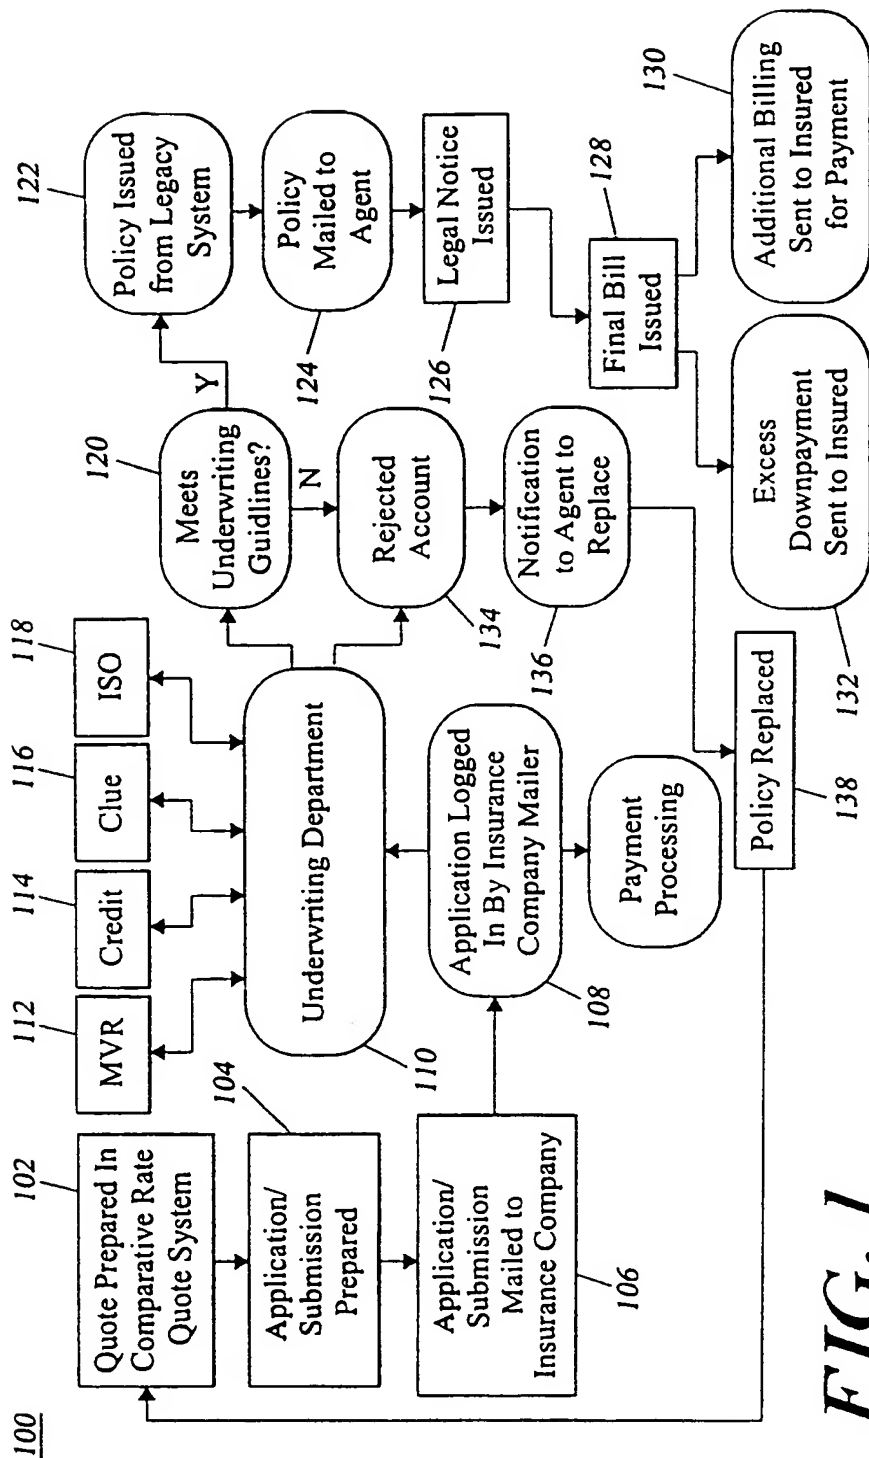 100
102
Quote Prepared In
Comparative Rate
Quote System
104
Application/
Submission
Prepared
Application/
Submission
Mailed to
Insurance Company
106
112
MVR
114
Credit
116
Clue
118
ISO
Underwriting Department
110
Application Logged
In By Insurance
Company Mailer
108
Payment
Processing
120
Meets
Underwriting
Guidlines?
Y
N
Rejected
Account
134
Notification
to Agent to
Replace
136
Policy Replaced
138
122
Policy Issued
from Legacy
System
Policy
Mailed to
Agent
124
Legal Notice
Issued
126
Final Bill
Issued
128
Additional Billing
Sent to Insured
for Payment
130
Excess
Downpayment
Sent to Insured
132
FIG. 1